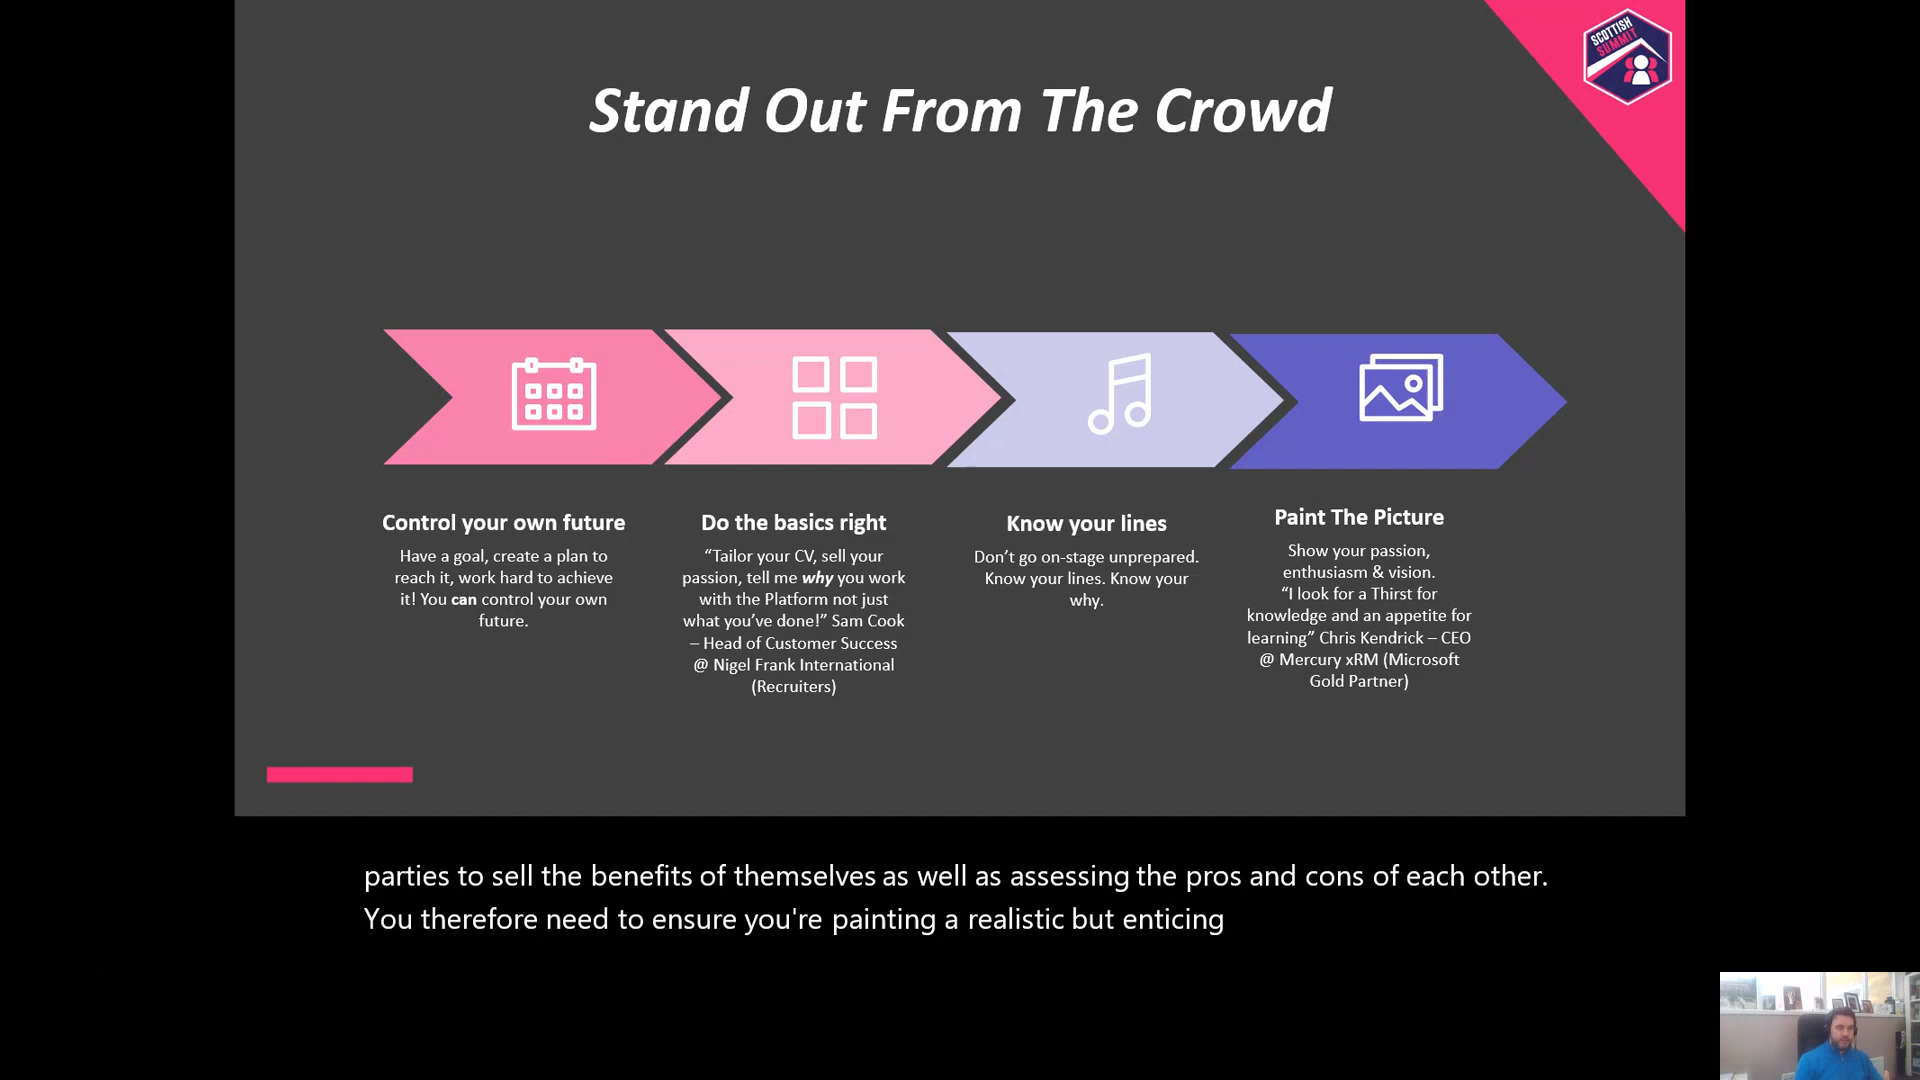 SCOTTISH
SUMMIT
Stand Out From The Crowd
Control your own future
Have a goal, create a plan to
reach it, work hard to achieve
it! You can control your own
future.
Do the basics right
“Tailor your CV, sell your
passion, tell me why you work
with the Platform not just
what you’ve done!” Sam Cook
– Head of Customer Success
@ Nigel Frank International
(Recruiters)
Know your lines
Don’t go on-stage unprepared.
Know your lines. Know your
why.
Paint The Picture
Show your passion,
enthusiasm & vision.
“I look for a Thirst for
knowledge and an appetite for
learning” Chris Kendrick – CEO
@ Mercury xRM (Microsoft
Gold Partner)
parties to sell the benefits of themselves as well as assessing the pros and cons of each other.
You therefore need to ensure you're painting a realistic but enticing